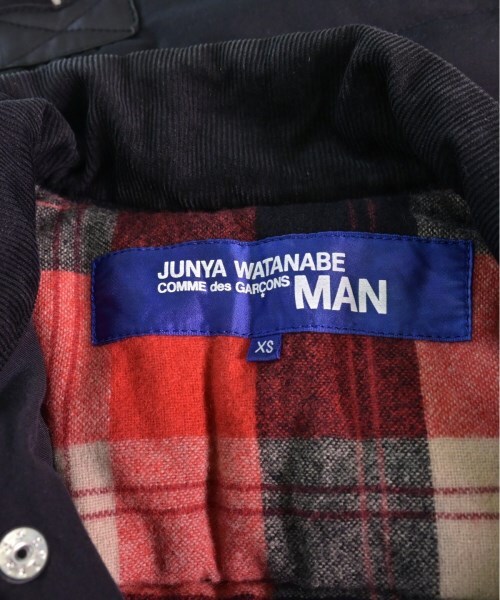 JUNYA WATANABE
COMME des GARÇONS MAN
XS